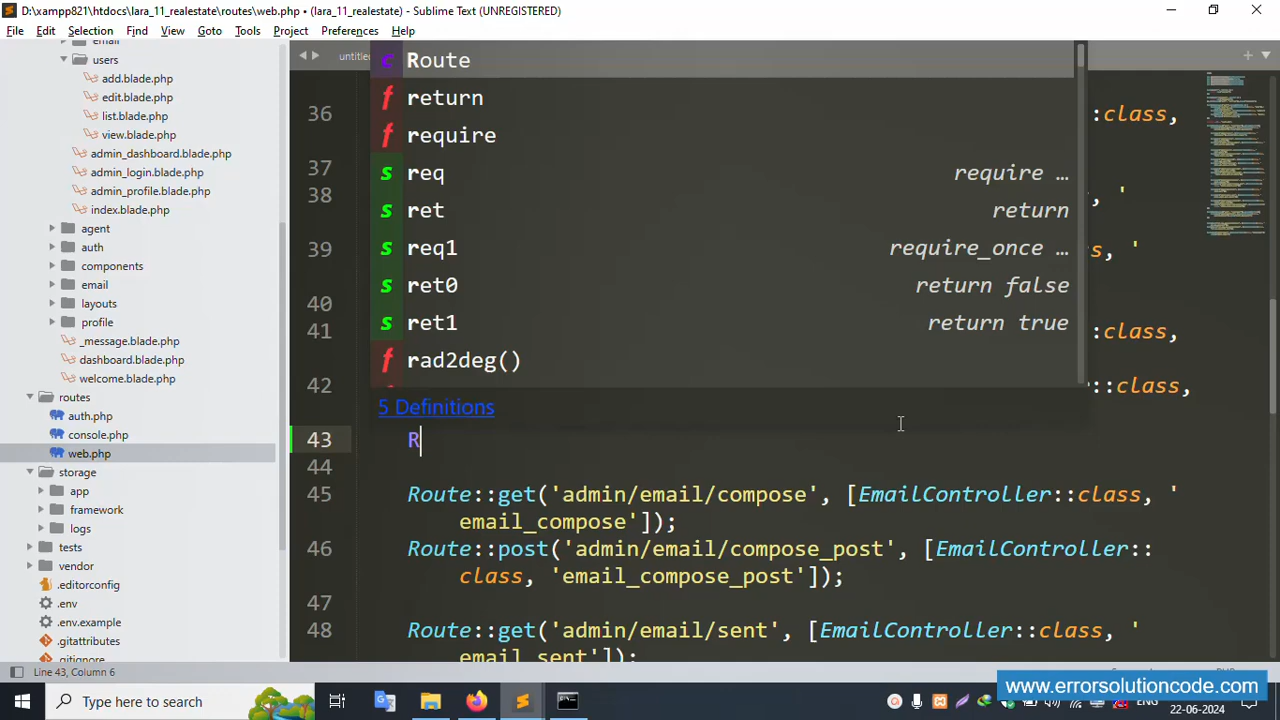 D:\xampp821\htdocs\lara_11_realestate\routes\web.php • (lara_11_realestate) - Sublime Text (UNREGISTERED)
File Edit Selection Find View Goto Tools Project Preferences Help
email
users
add.blade.php
edit.blade.php
list.blade.php
view.blade.php
admin_dashboard.blade.php
admin_login.blade.php
admin_profile.blade.php
index.blade.php
agent
auth
components
email
layouts
profile
_message.blade.php
dashboard.blade.php
welcome.blade.php
routes
auth.php
console.php
web.php
storage
app
framework
logs
tests
vendor
.editorconfig
.env
.env.example
.gitattributes
.gitignore
c Route
f return
f require
s req require …
s ret return
s req1 require_once …
s ret0 return false
s ret1 return true
f rad2deg()
5 Definitions
36 ::class,
37
38 , '
39 s, '
40
41 ::class,
42 ::class,
43 R
44
45 Route::get('admin/email/compose', [EmailController::class, '
email_compose']);
46 Route::post('admin/email/compose_post', [EmailController::
class, 'email_compose_post']);
47
48 Route::get('admin/email/sent', [EmailController::class, '
email_sent']);
Line 43, Column 6
www.errorsolutioncode.com/
Type here to search
ENG
22-06-2024